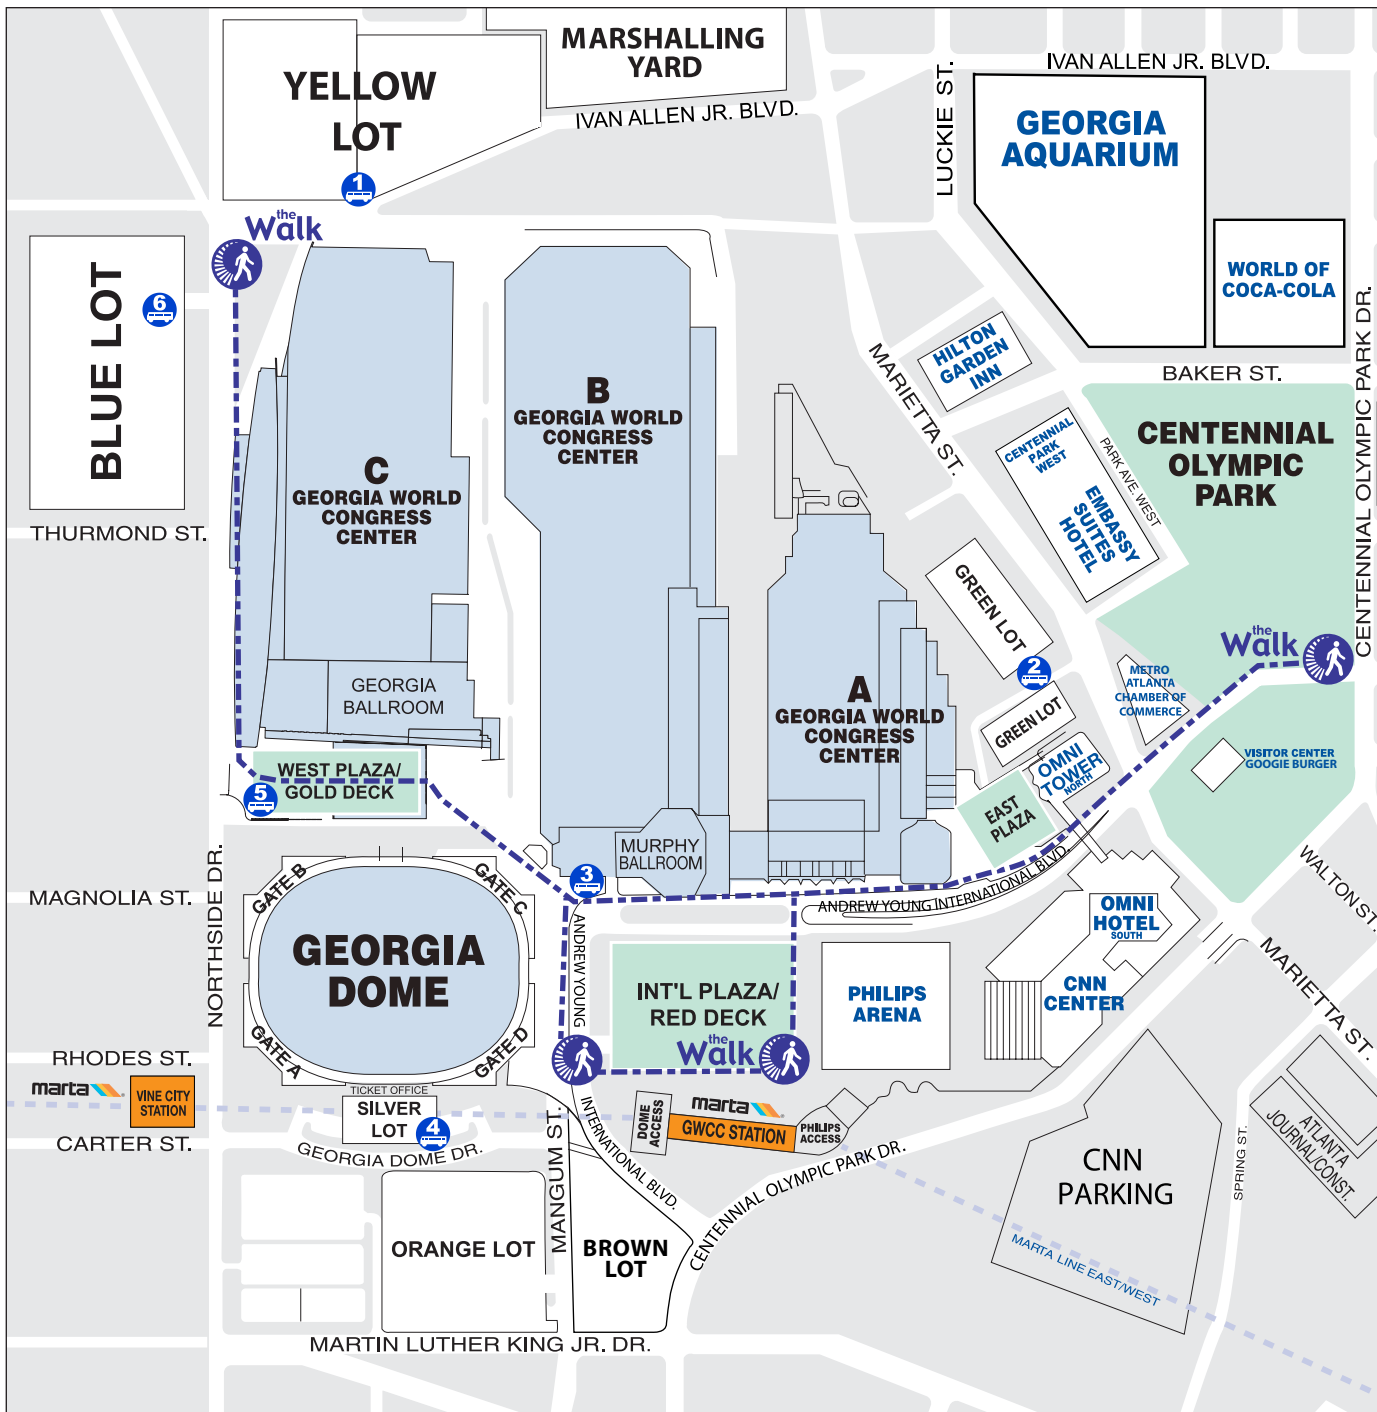 MARSHALLING
YARD
YELLOW
LOT
IVAN ALLEN JR. BLVD.
IVAN ALLEN JR. BLVD.
LUCKIE ST.
GEORGIA
AQUARIUM
1
the
Walk
BLUE LOT
6
WORLD OF
COCA-COLA
CENTENNIAL OLYMPIC PARK DR.
HILTON
GARDEN
INN
MARIETTA ST.
BAKER ST.
B
GEORGIA WORLD
CONGRESS
CENTER
C
GEORGIA WORLD
CONGRESS
CENTER
CENTENNIAL
PARK
WEST
EMBASSY
SUITES
HOTEL
PARK AVE. WEST
CENTENNIAL
OLYMPIC
PARK
THURMOND ST.
GREEN LOT
2
the
Walk
METRO
ATLANTA
CHAMBER OF
COMMERCE
GEORGIA
BALLROOM
A
GEORGIA WORLD
CONGRESS
CENTER
GREEN LOT
OMNI
TOWER
NORTH
VISITOR CENTER
GOOGIE BURGER
WEST PLAZA/
GOLD DECK
5
EAST
PLAZA
MURPHY
BALLROOM
3
NORTHSIDE DR.
MAGNOLIA ST.
GATE B
GATE C
GEORGIA
DOME
GATE A
GATE D
ANDREW YOUNG
ANDREW YOUNG INTERNATIONAL BLVD.
OMNI
HOTEL
SOUTH
CNN
CENTER
WALTON ST.
MARIETTA ST.
INT'L PLAZA/
RED DECK
the
Walk
PHILIPS
ARENA
RHODES ST.
marta
VINE CITY
STATION
CARTER ST.
TICKET OFFICE
SILVER
LOT
4
GEORGIA DOME DR.
MANGUM ST.
INTERNATIONAL BLVD.
DOME
ACCESS
marta
GWCC STATION
PHILIPS
ACCESS
CENTENNIAL OLYMPIC PARK DR.
CNN
PARKING
SPRING ST.
ATLANTA
JOURNAL/CONST.
ORANGE LOT
BROWN
LOT
MARTA LINE EAST/WEST
MARTIN LUTHER KING JR. DR.